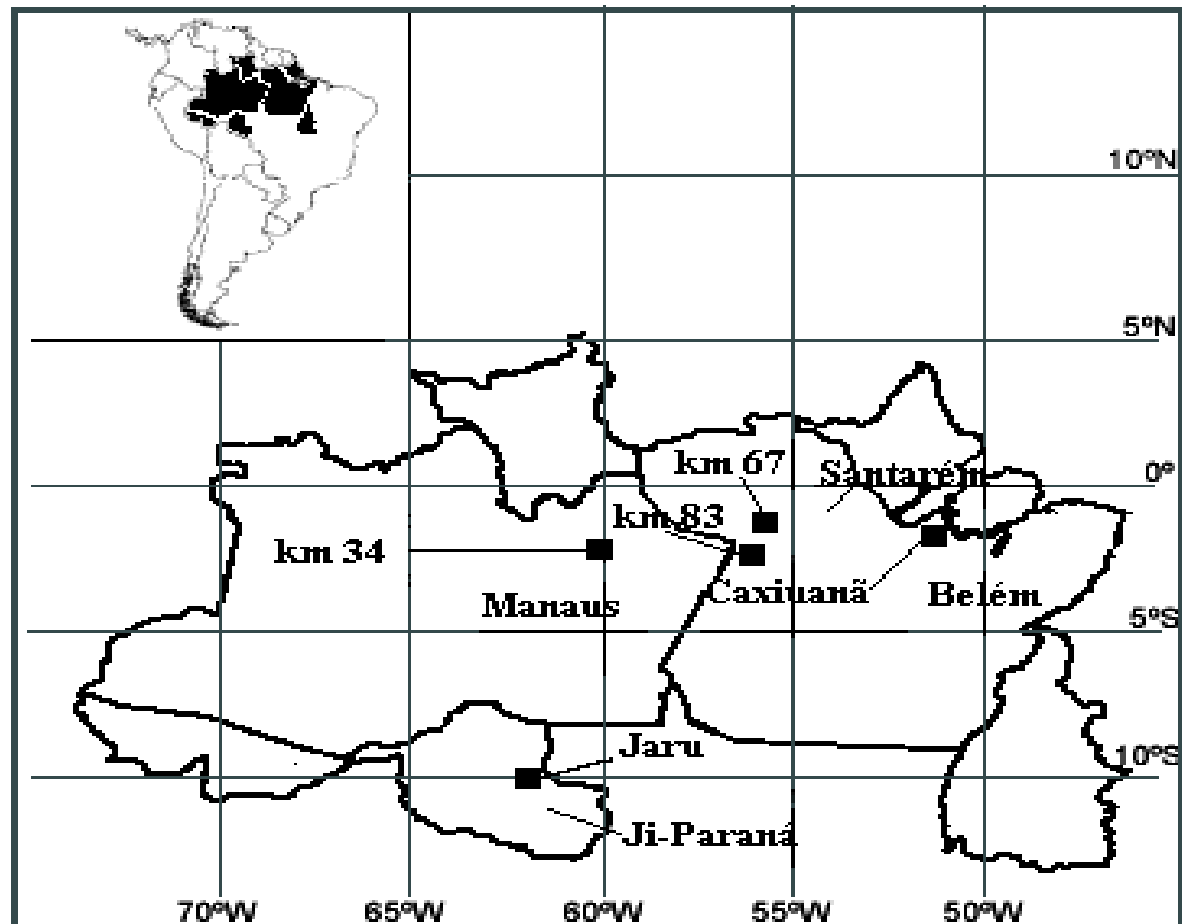 10ºN
5ºN
km 67
Santarém
0º
km 83
km 34
Caxiuanã
Belém
Manaus
5ºS
Jaru
10ºS
Ji-Paraná
70ºW 65ºW 60ºW 55ºW 50ºW